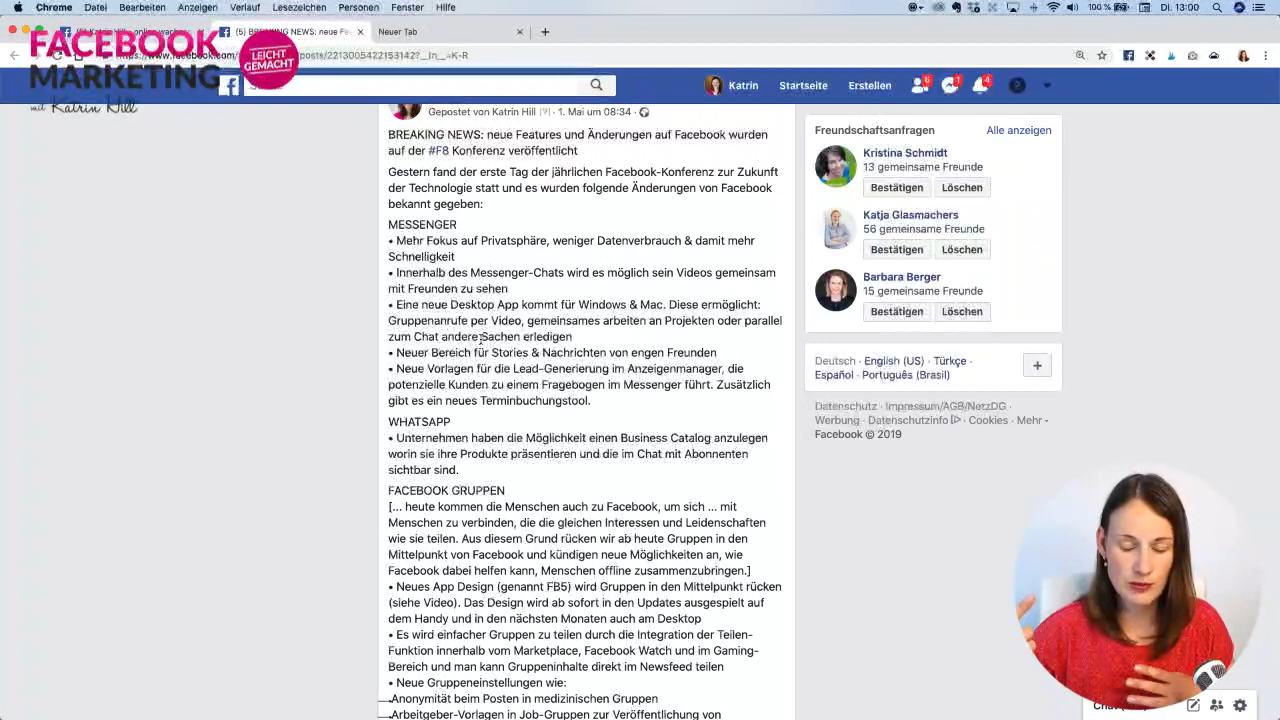 Chrome Datei Bearbeiten Anzeigen Verlauf Lesezeichen Personen Fenster Hilfe 100 % Di 13:00
(5) BREAKING NEWS: neue Fe Neuer Tab
FACEBOOK
MARKETING
LEICHT
GEMACHT
mit Katrin Hill
posts/2213005422153142?__tn__=K-R
Katrin Startseite Erstellen 6 1 4
Gepostet von Katrin Hill [?] · 1. Mai um 08:34 ·
BREAKING NEWS: neue Features und Änderungen auf Facebook wurden
auf der #F8 Konferenz veröffentlicht
Gestern fand der erste Tag der jährlichen Facebook-Konferenz zur Zukunft
der Technologie statt und es wurden folgende Änderungen von Facebook
bekannt gegeben:
MESSENGER
• Mehr Fokus auf Privatsphäre, weniger Datenverbrauch & damit mehr
Schnelligkeit
• Innerhalb des Messenger-Chats wird es möglich sein Videos gemeinsam
mit Freunden zu sehen
• Eine neue Desktop App kommt für Windows & Mac. Diese ermöglicht:
Gruppenanrufe per Video, gemeinsames arbeiten an Projekten oder parallel
zum Chat andere Sachen erledigen
• Neuer Bereich für Stories & Nachrichten von engen Freunden
• Neue Vorlagen für die Lead-Generierung im Anzeigenmanager, die
potenzielle Kunden zu einem Fragebogen im Messenger führt. Zusätzlich
gibt es ein neues Terminbuchungstool.
WHATSAPP
• Unternehmen haben die Möglichkeit einen Business Catalog anzulegen
worin sie ihre Produkte präsentieren und die im Chat mit Abonnenten
sichtbar sind.
FACEBOOK GRUPPEN
[... heute kommen die Menschen auch zu Facebook, um sich ... mit
Menschen zu verbinden, die die gleichen Interessen und Leidenschaften
wie sie teilen. Aus diesem Grund rücken wir ab heute Gruppen in den
Mittelpunkt von Facebook und kündigen neue Möglichkeiten an, wie
Facebook dabei helfen kann, Menschen offline zusammenzubringen.]
• Neues App Design (genannt FB5) wird Gruppen in den Mittelpunkt rücken
(siehe Video). Das Design wird ab sofort in den Updates ausgespielt auf
dem Handy und in den nächsten Monaten auch am Desktop
• Es wird einfacher Gruppen zu teilen durch die Integration der Teilen-
Funktion innerhalb vom Marketplace, Facebook Watch und im Gaming-
Bereich und man kann Gruppeninhalte direkt im Newsfeed teilen
• Neue Gruppeneinstellungen wie:
Anonymität beim Posten in medizinischen Gruppen
Arbeitgeber-Vorlagen in Job-Gruppen zur Veröffentlichung von
Freundschaftsanfragen Alle anzeigen
Kristina Schmidt
13 gemeinsame Freunde
Bestätigen Löschen
Katja Glasmachers
56 gemeinsame Freunde
Bestätigen Löschen
Barbara Berger
15 gemeinsame Freunde
Bestätigen Löschen
Deutsch · English (US) · Türkçe ·
Español · Português (Brasil)
+
Datenschutz · Impressum/AGB/NetzDG ·
Werbung · Datenschutzinfo · Cookies · Mehr
Facebook © 2019